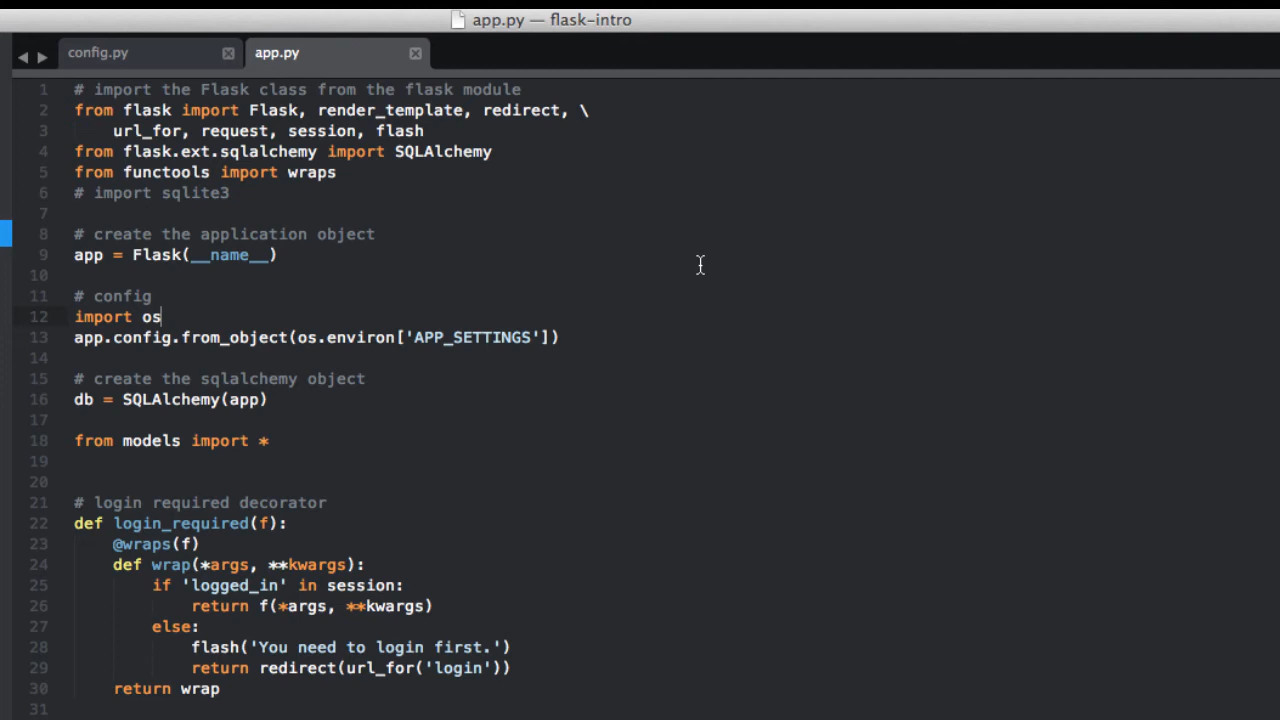 app.py — flask-intro
config.py app.py
1 # import the Flask class from the flask module
2 from flask import Flask, render_template, redirect, \
3     url_for, request, session, flash
4 from flask.ext.sqlalchemy import SQLAlchemy
5 from functools import wraps
6 # import sqlite3
7
8 # create the application object
9 app = Flask(__name__)
10
11 # config
12 import os
13 app.config.from_object(os.environ['APP_SETTINGS'])
14
15 # create the sqlalchemy object
16 db = SQLAlchemy(app)
17
18 from models import *
19
20
21 # login required decorator
22 def login_required(f):
23     @wraps(f)
24     def wrap(*args, **kwargs):
25         if 'logged_in' in session:
26             return f(*args, **kwargs)
27         else:
28             flash('You need to login first.')
29             return redirect(url_for('login'))
30     return wrap
31